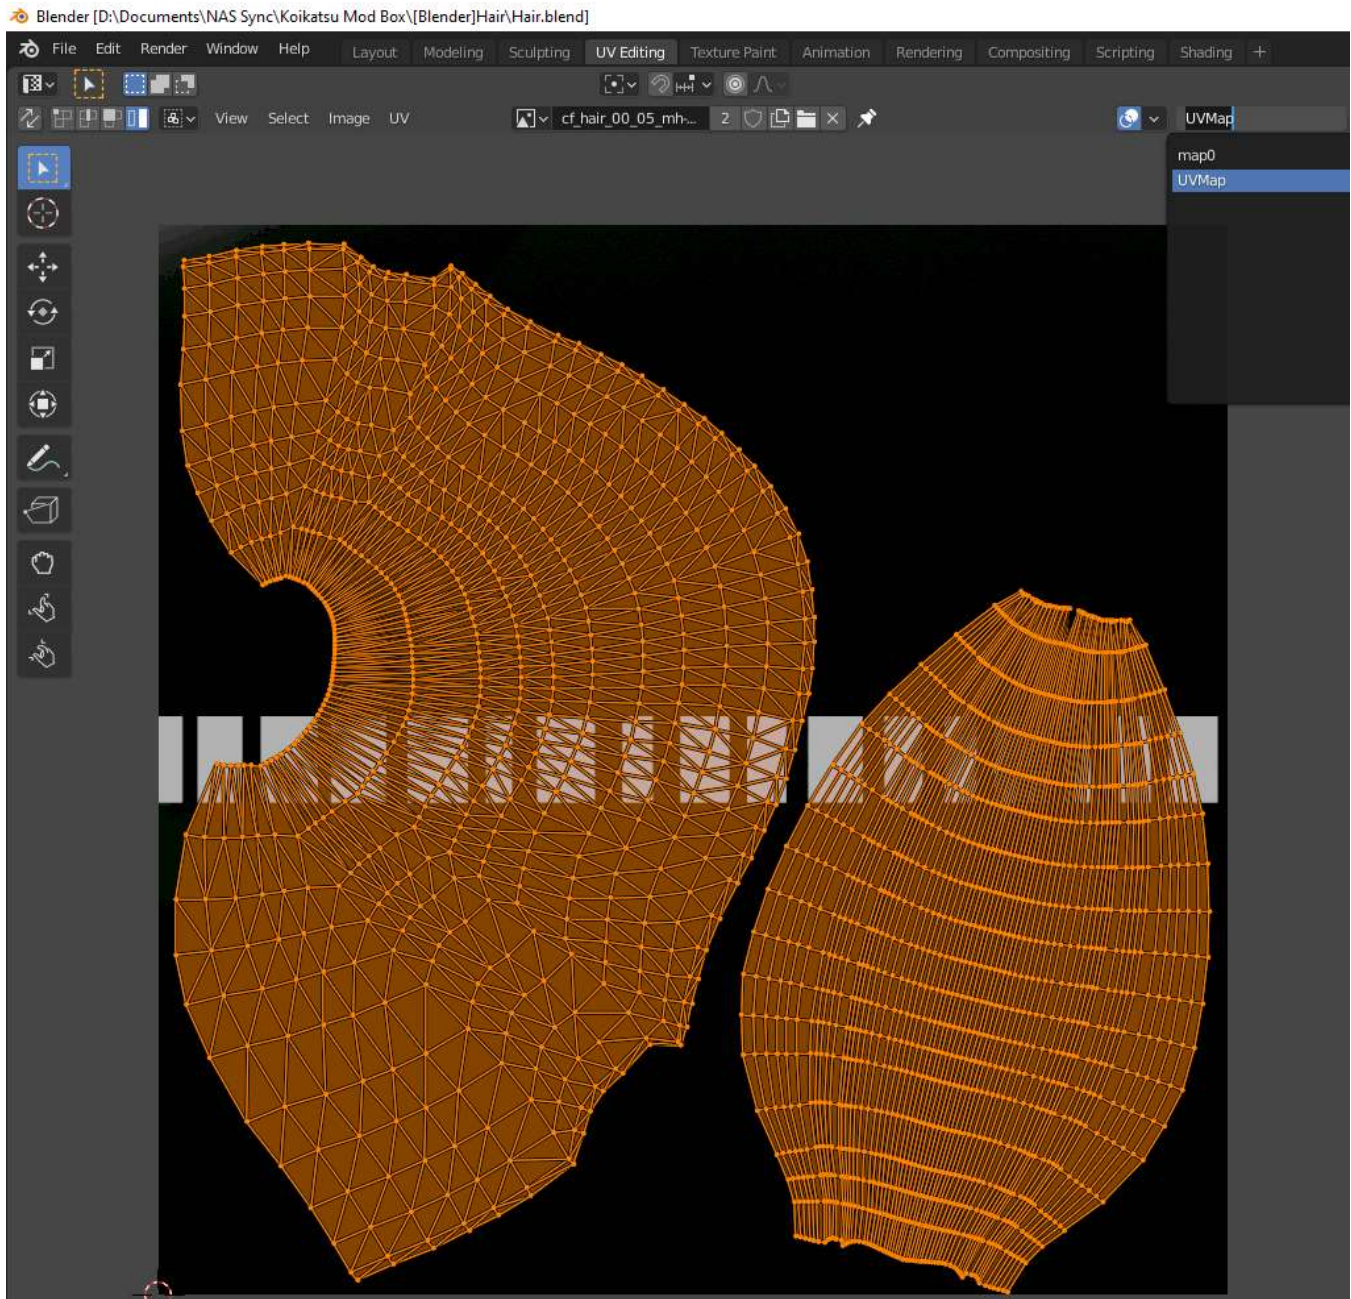 Blender [D:\Documents\NAS Sync\Koikatsu Mod Box\[Blender]Hair\Hair.blend]
File Edit Render Window Help Layout Modeling Sculpting UV Editing Texture Paint Animation Rendering Compositing Scripting Shading +
View Select Image UV cf_hair_00_05_mh-... 2 UVMap
map0
UVMap